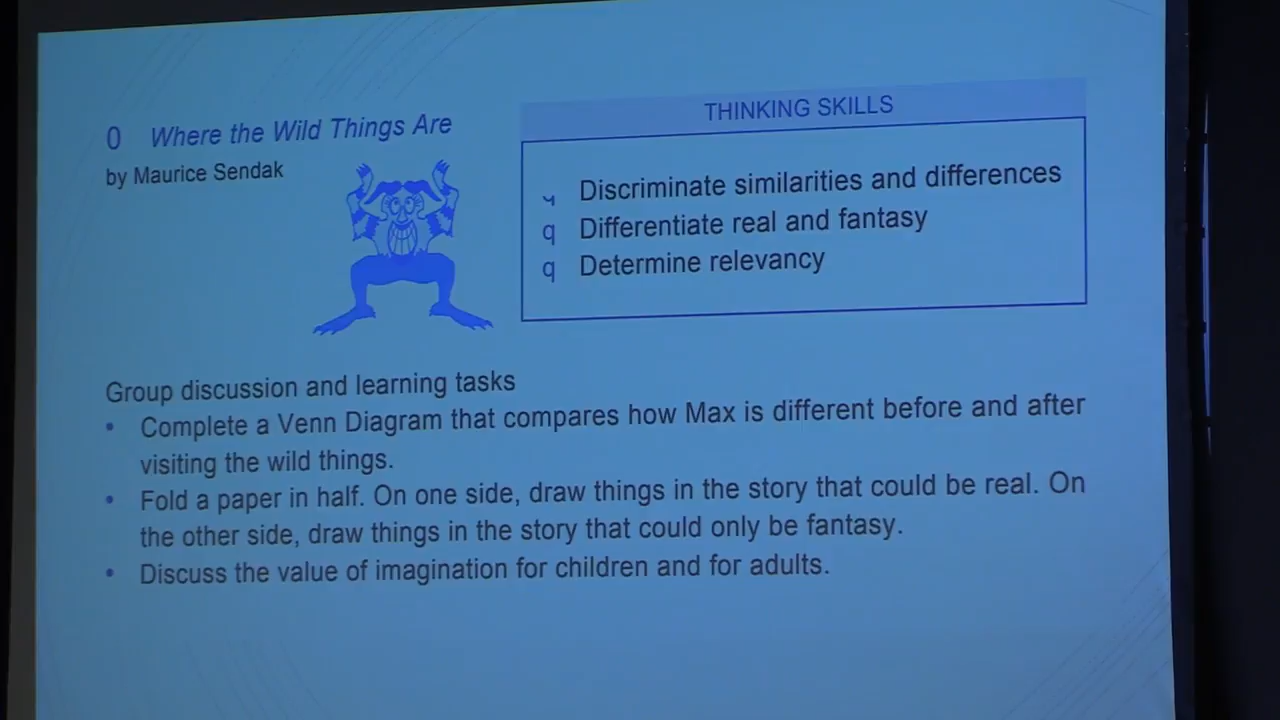 0 Where the Wild Things Are
by Maurice Sendak
THINKING SKILLS
Discriminate similarities and differences
q Differentiate real and fantasy
q Determine relevancy
Group discussion and learning tasks
• Complete a Venn Diagram that compares how Max is different before and after
visiting the wild things.
• Fold a paper in half. On one side, draw things in the story that could be real. On
the other side, draw things in the story that could only be fantasy.
• Discuss the value of imagination for children and for adults.